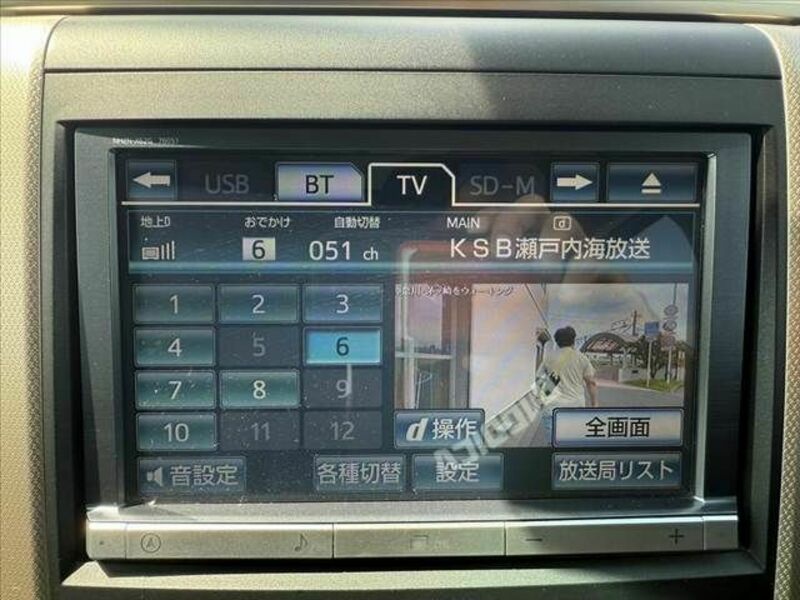 USB BT TV SD-M
地上D おでかけ 自動切替 MAIN d
6 051 ch KSB瀬戸内海放送
1 2 3
4 5 6
7 8 9
10 11 12
d操作 全画面
音設定 各種切替 設定 放送局リスト
A ♪ − +